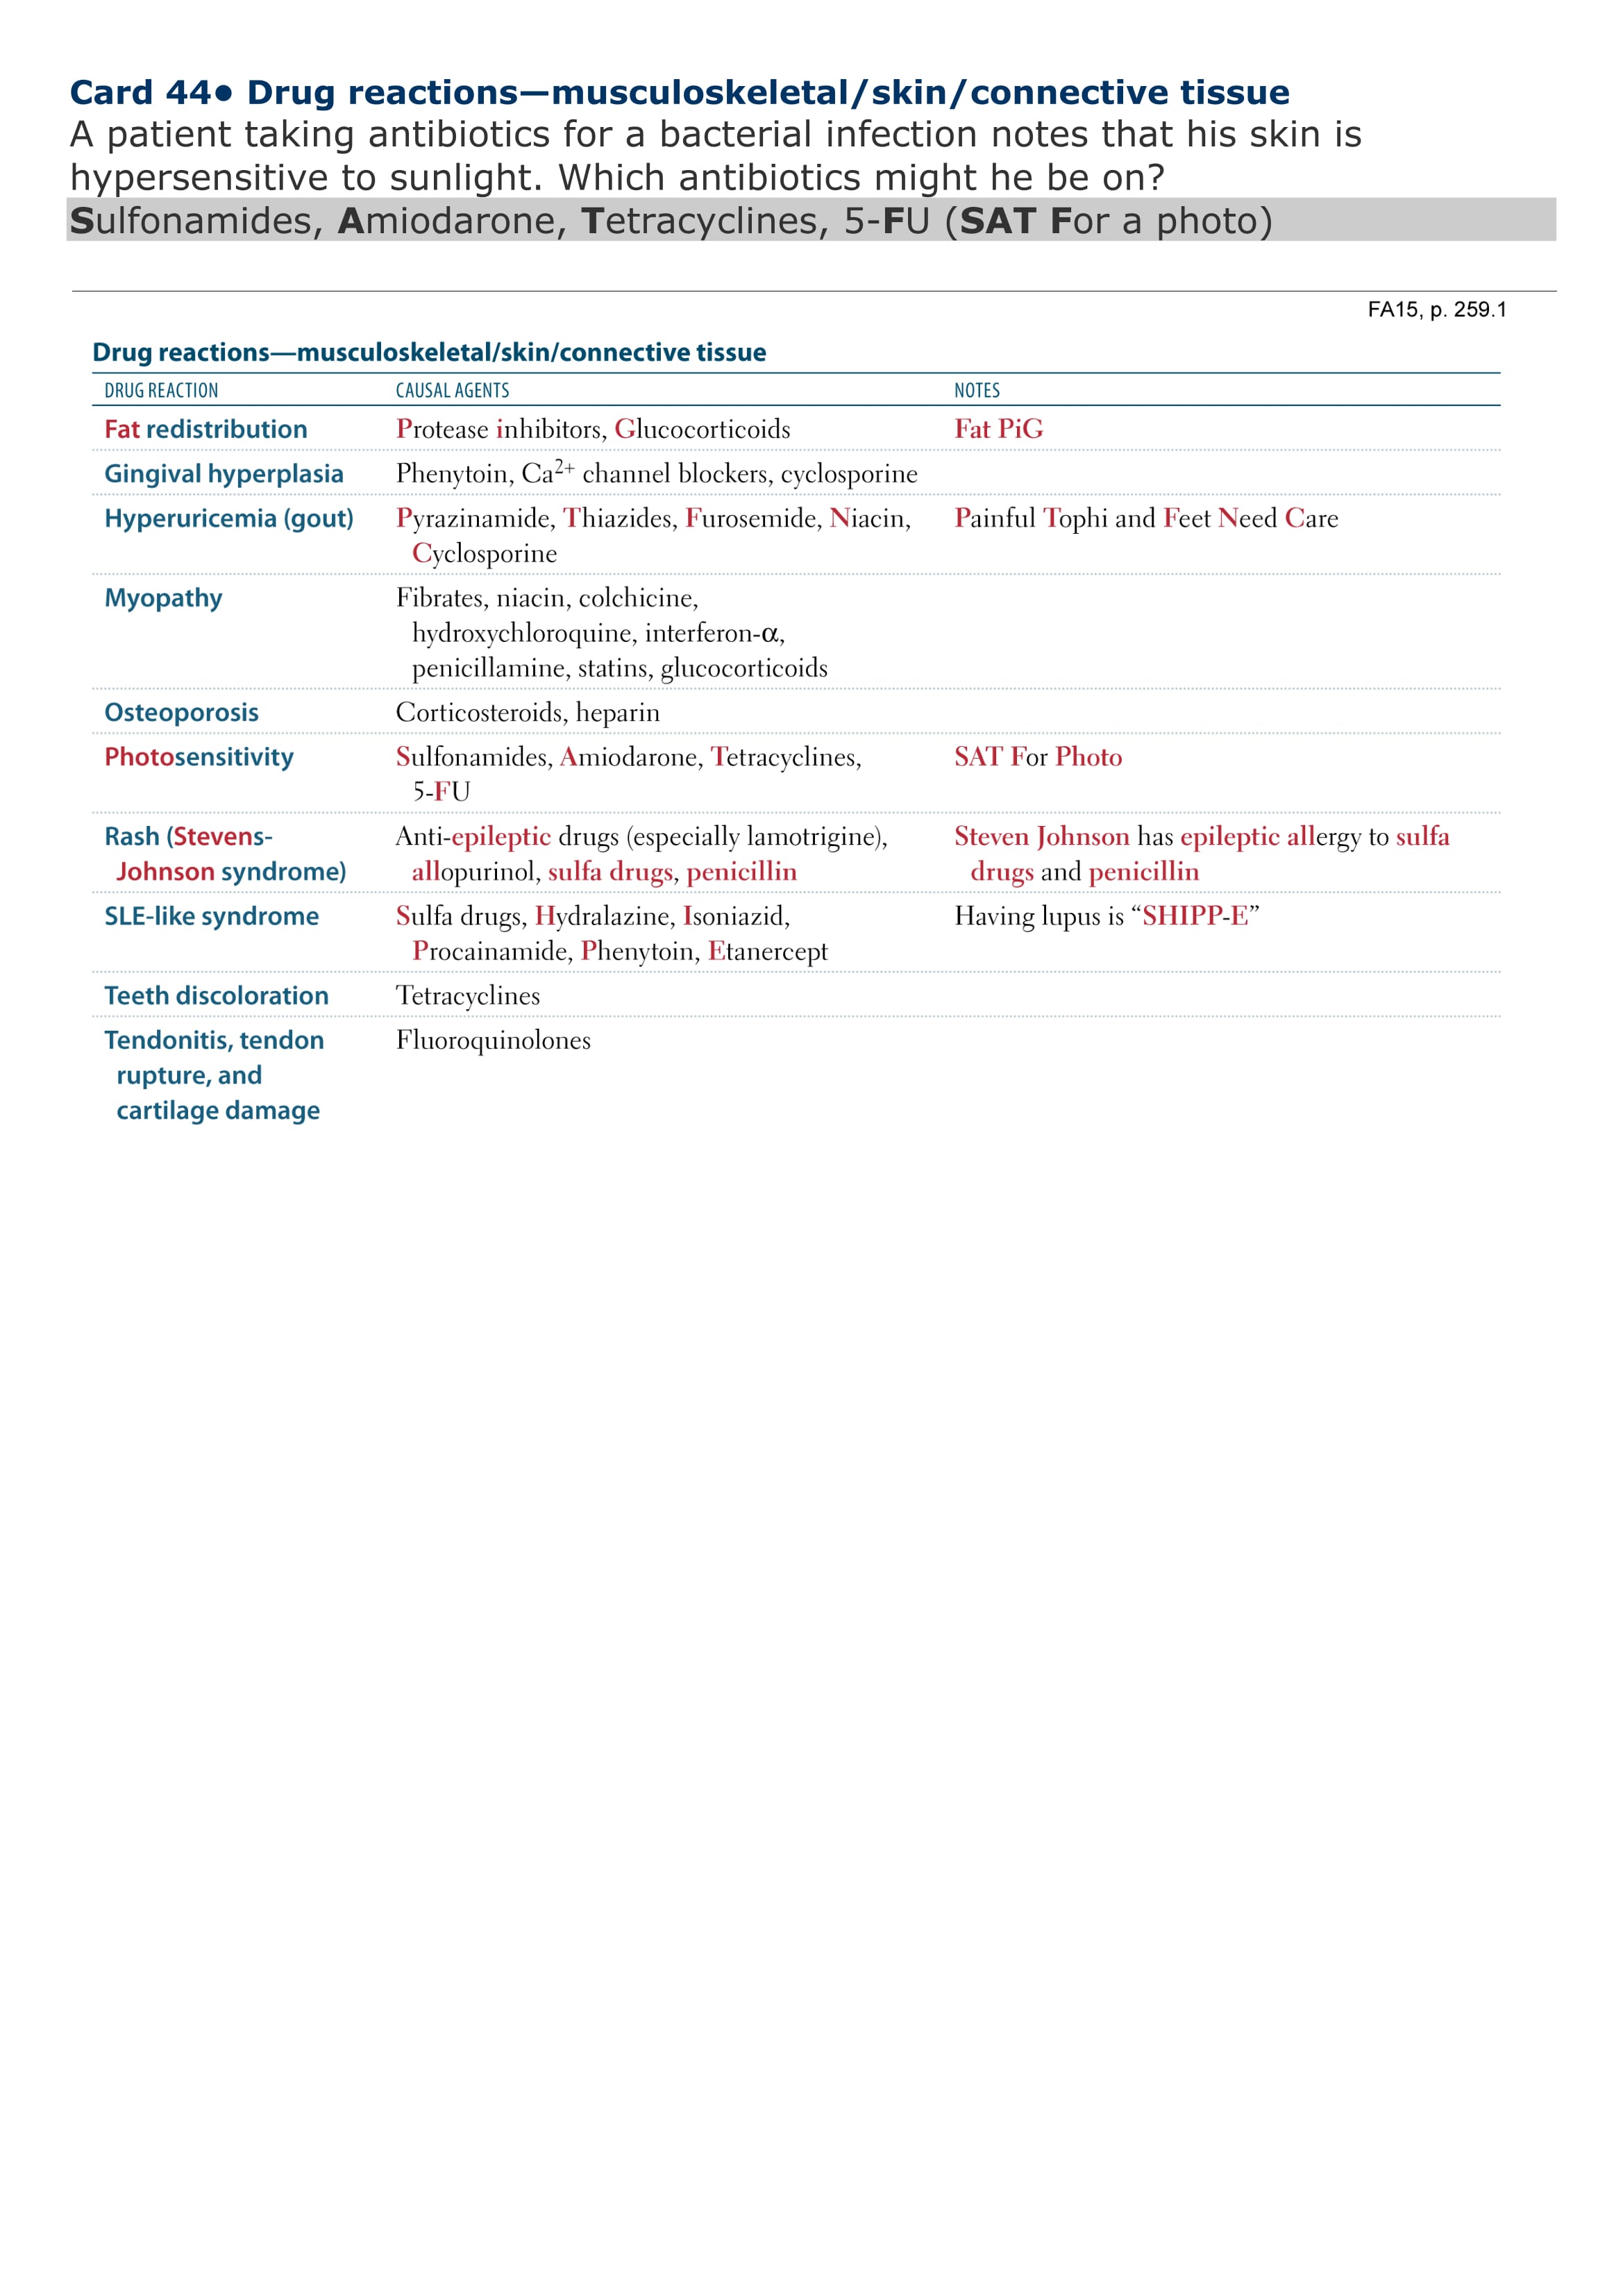 Card 44• Drug reactions—musculoskeletal/skin/connective tissue
A patient taking antibiotics for a bacterial infection notes that his skin is
hypersensitive to sunlight. Which antibiotics might he be on?
Sulfonamides, Amiodarone, Tetracyclines, 5-FU (SAT For a photo)
FA15, p. 259.1
Drug reactions—musculoskeletal/skin/connective tissue
DRUG REACTION CAUSAL AGENTS NOTES
Fat redistribution Protease inhibitors, Glucocorticoids Fat PiG
Gingival hyperplasia Phenytoin, Ca2+ channel blockers, cyclosporine
Hyperuricemia (gout) Pyrazinamide, Thiazides, Furosemide, Niacin, Painful Tophi and Feet Need Care
Cyclosporine
Myopathy Fibrates, niacin, colchicine,
hydroxychloroquine, interferon-α,
penicillamine, statins, glucocorticoids
Osteoporosis Corticosteroids, heparin
Photosensitivity Sulfonamides, Amiodarone, Tetracyclines, SAT For Photo
5-FU
Rash (Stevens- Anti-epileptic drugs (especially lamotrigine), Steven Johnson has epileptic allergy to sulfa
Johnson syndrome) allopurinol, sulfa drugs, penicillin drugs and penicillin
SLE-like syndrome Sulfa drugs, Hydralazine, Isoniazid, Having lupus is “SHIPP-E”
Procainamide, Phenytoin, Etanercept
Teeth discoloration Tetracyclines
Tendonitis, tendon Fluoroquinolones
rupture, and
cartilage damage